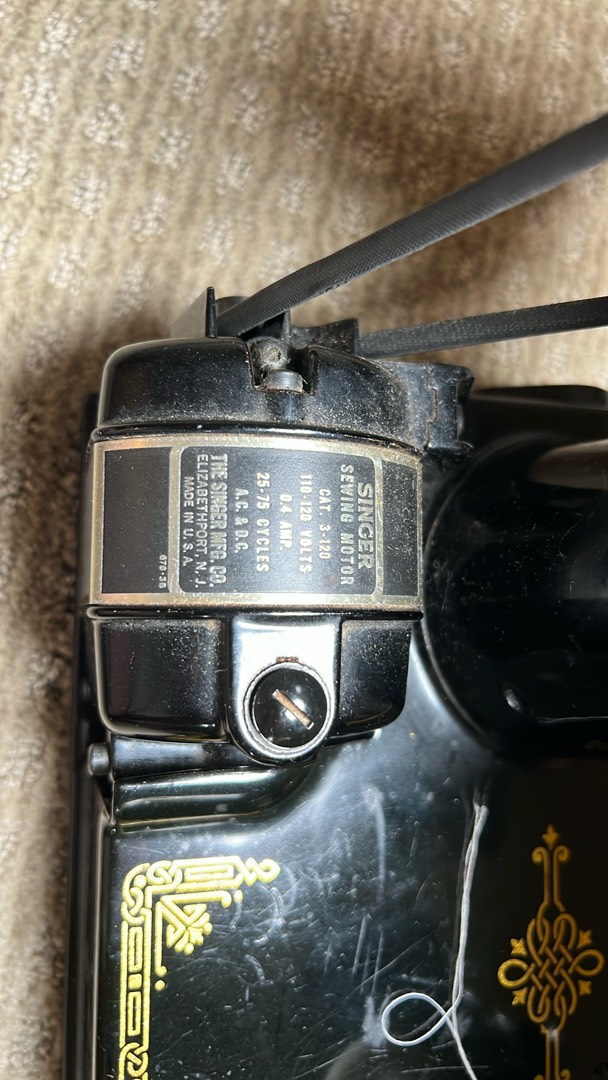 SINGER
SEWING MOTOR
CAT. 3-120
110-120 VOLTS
0.4 AMP.
25-75 CYCLES
A.C. & D.C.
THE SINGER MFG. CO.
ELIZABETHPORT, N. J.
MADE IN U. S. A.